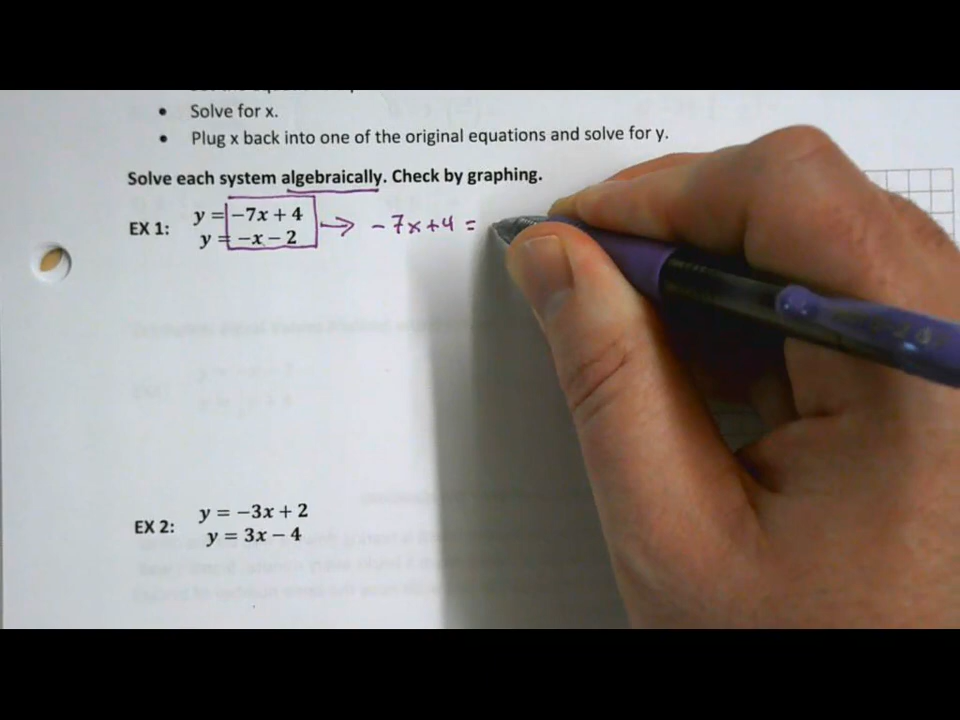 • Solve for x.
• Plug x back into one of the original equations and solve for y.
Solve each system algebraically. Check by graphing.
EX 1: y = −7x + 4 → -7x+4 =
y = −x − 2
EX 2: y = −3x + 2
y = 3x − 4